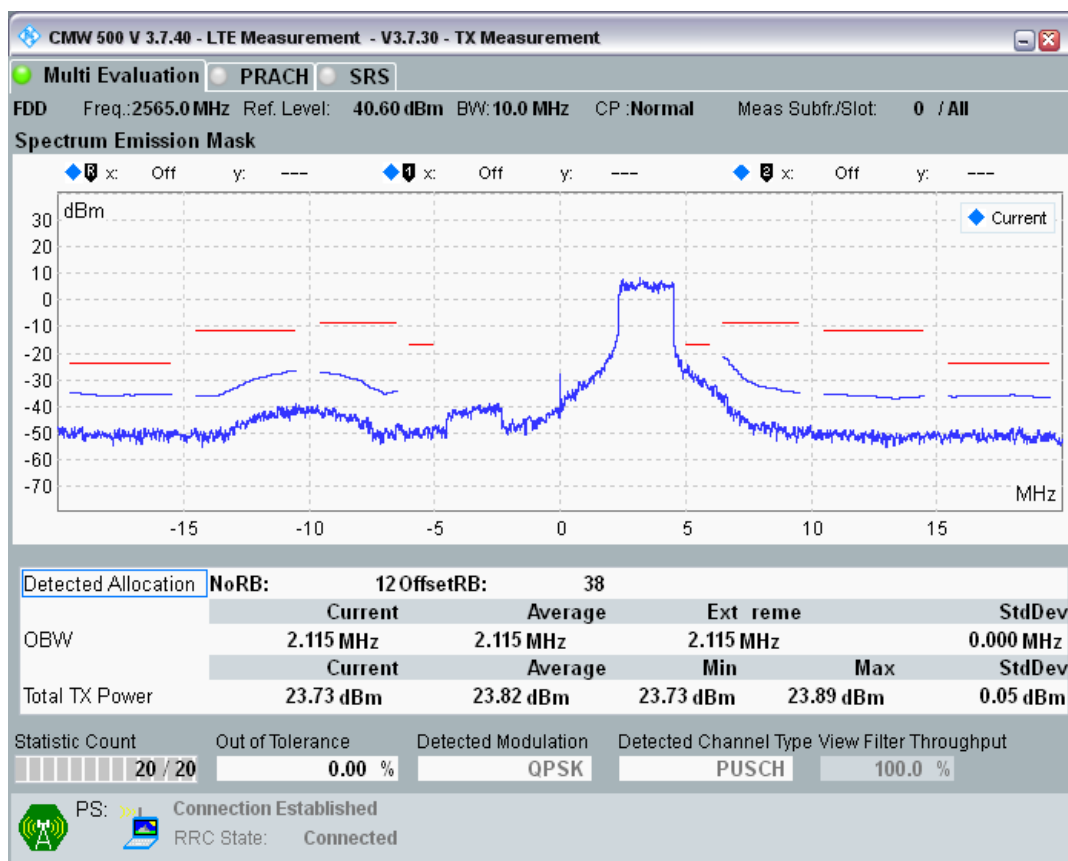 CMW 500 V 3.7.40 - LTE Measurement - V3.7.30 - TX Measurement
Multi Evaluation PRACH SRS
FDD Freq.:2565.0 MHz Ref. Level: 40.60 dBm BW:10.0 MHz CP :Normal Meas Subfr./Slot: 0 / All
Spectrum Emission Mask
R x: Off y: --- 1 x: Off y: --- 2 x: Off y: ---
dBm
Current
30
20
10
0
-10
-20
-30
-40
-50
-60
-70
MHz
-15 -10 -5 0 5 10 15
Detected Allocation NoRB: 12 OffsetRB: 38
Current Average Ext reme StdDev
OBW 2.115 MHz 2.115 MHz 2.115 MHz 0.000 MHz
Current Average Min Max StdDev
Total TX Power 23.73 dBm 23.82 dBm 23.73 dBm 23.89 dBm 0.05 dBm
Statistic Count Out of Tolerance Detected Modulation Detected Channel Type View Filter Throughput
20 / 20 0.00 % QPSK PUSCH 100.0 %
PS: Connection Established
RRC State: Connected